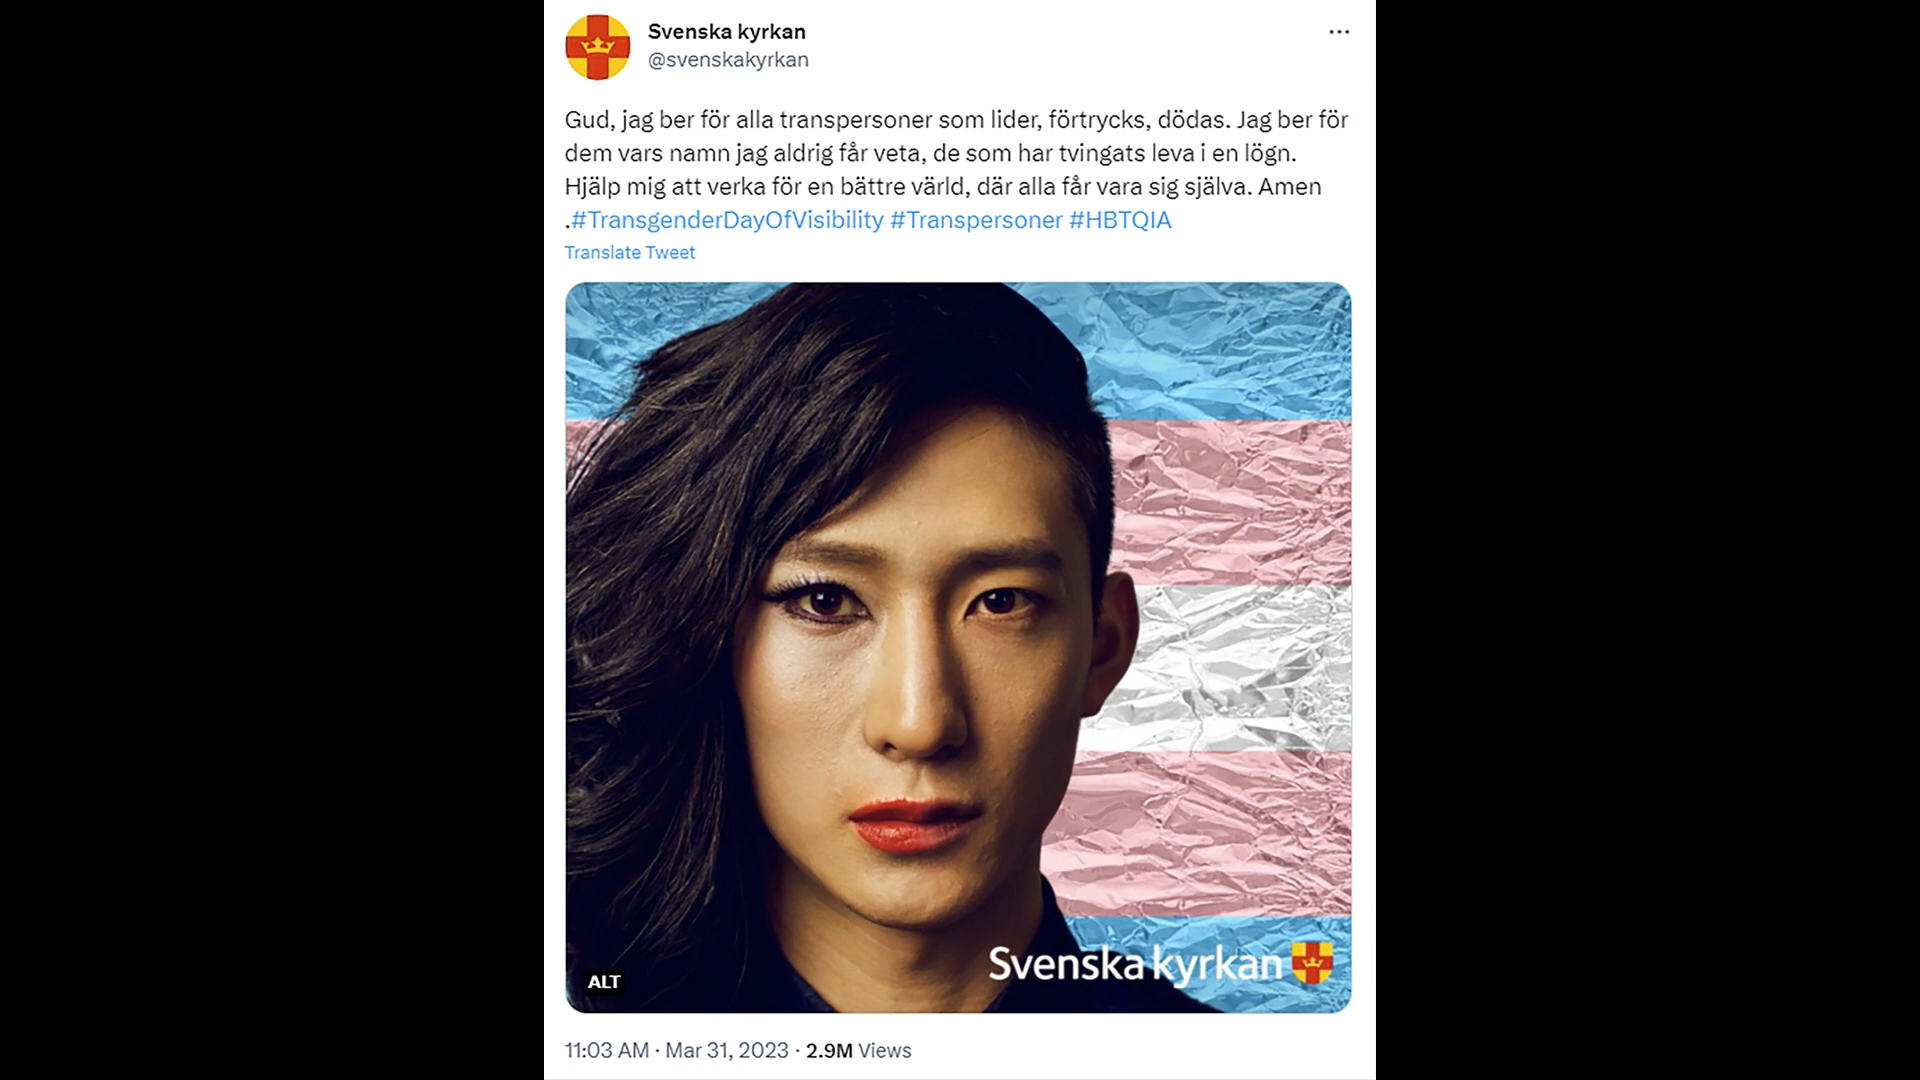 Svenska kyrkan
@svenskakyrkan
Gud, jag ber för alla transpersoner som lider, förtrycks, dödas. Jag ber för
dem vars namn jag aldrig får veta, de som har tvingats leva i en lögn.
Hjälp mig att verka för en bättre värld, där alla får vara sig själva. Amen
.#TransgenderDayOfVisibility #Transpersoner #HBTQIA
Translate Tweet
Svenska kyrkan
ALT
11:03 AM · Mar 31, 2023 · 2.9M Views